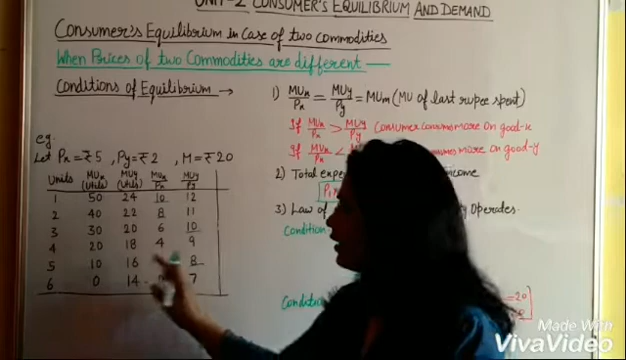 UNIT-2 CONSUMER'S EQUILIBRIUM AND DEMAND
Consumer's Equilibrium in Case of two Commodities
When Prices of two Commodities are different
Conditions of Equilibrium →
1) MUx/Px = MUy/Py = MUm (MU of last rupee spent)
If MUx/Px > MUy/Py Consumer consumes more on good-x
If MUx/Px < more on good-y
2) Total
3) Law of Operates
eg.
Let Px = ₹5, Py = ₹2, M = ₹20
Units MUx (Utils) MUy (Utils) MUx/Px MUy/Py
1 50 24 10 12
2 40 22 8 11
3 30 20 6 10
4 20 18 4 9
5 10 16 8
6 0 14 7
=20
Made With
VivaVideo